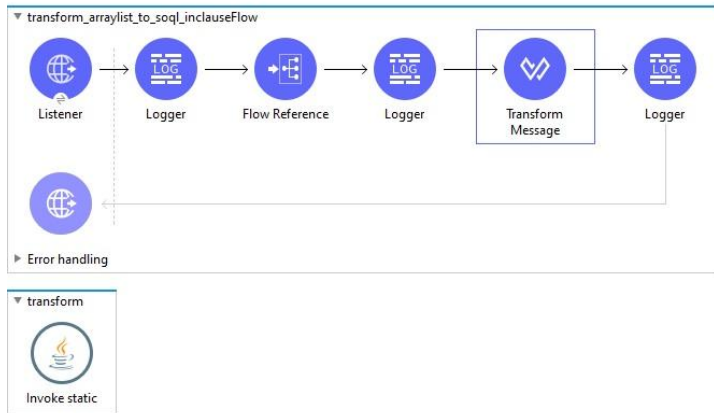 transform_arraylist_to_soql_inclauseFlow
LOG
LOG
LOG
Listener
Logger
Flow Reference
Logger
Transform
Message
Logger
Error handling
transform
Invoke static